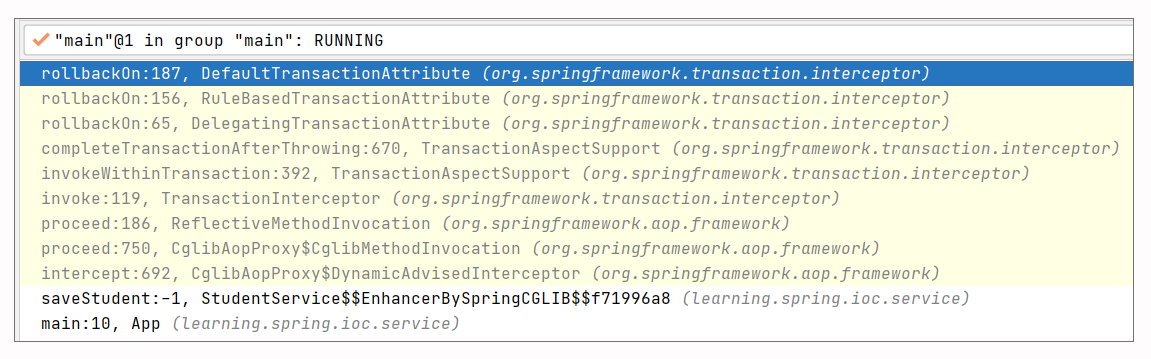 "main"@1 in group "main": RUNNING
rollbackOn:187, DefaultTransactionAttribute (org.springframework.transaction.interceptor)
rollbackOn:156, RuleBasedTransactionAttribute (org.springframework.transaction.interceptor)
rollbackOn:65, DelegatingTransactionAttribute (org.springframework.transaction.interceptor)
completeTransactionAfterThrowing:670, TransactionAspectSupport (org.springframework.transaction.interceptor)
invokeWithinTransaction:392, TransactionAspectSupport (org.springframework.transaction.interceptor)
invoke:119, TransactionInterceptor (org.springframework.transaction.interceptor)
proceed:186, ReflectiveMethodInvocation (org.springframework.aop.framework)
proceed:750, CglibAopProxy$CglibMethodInvocation (org.springframework.aop.framework)
intercept:692, CglibAopProxy$DynamicAdvisedInterceptor (org.springframework.aop.framework)
saveStudent:-1, StudentService$$EnhancerBySpringCGLIB$$f71996a8 (learning.spring.ioc.service)
main:10, App (learning.spring.ioc.service)